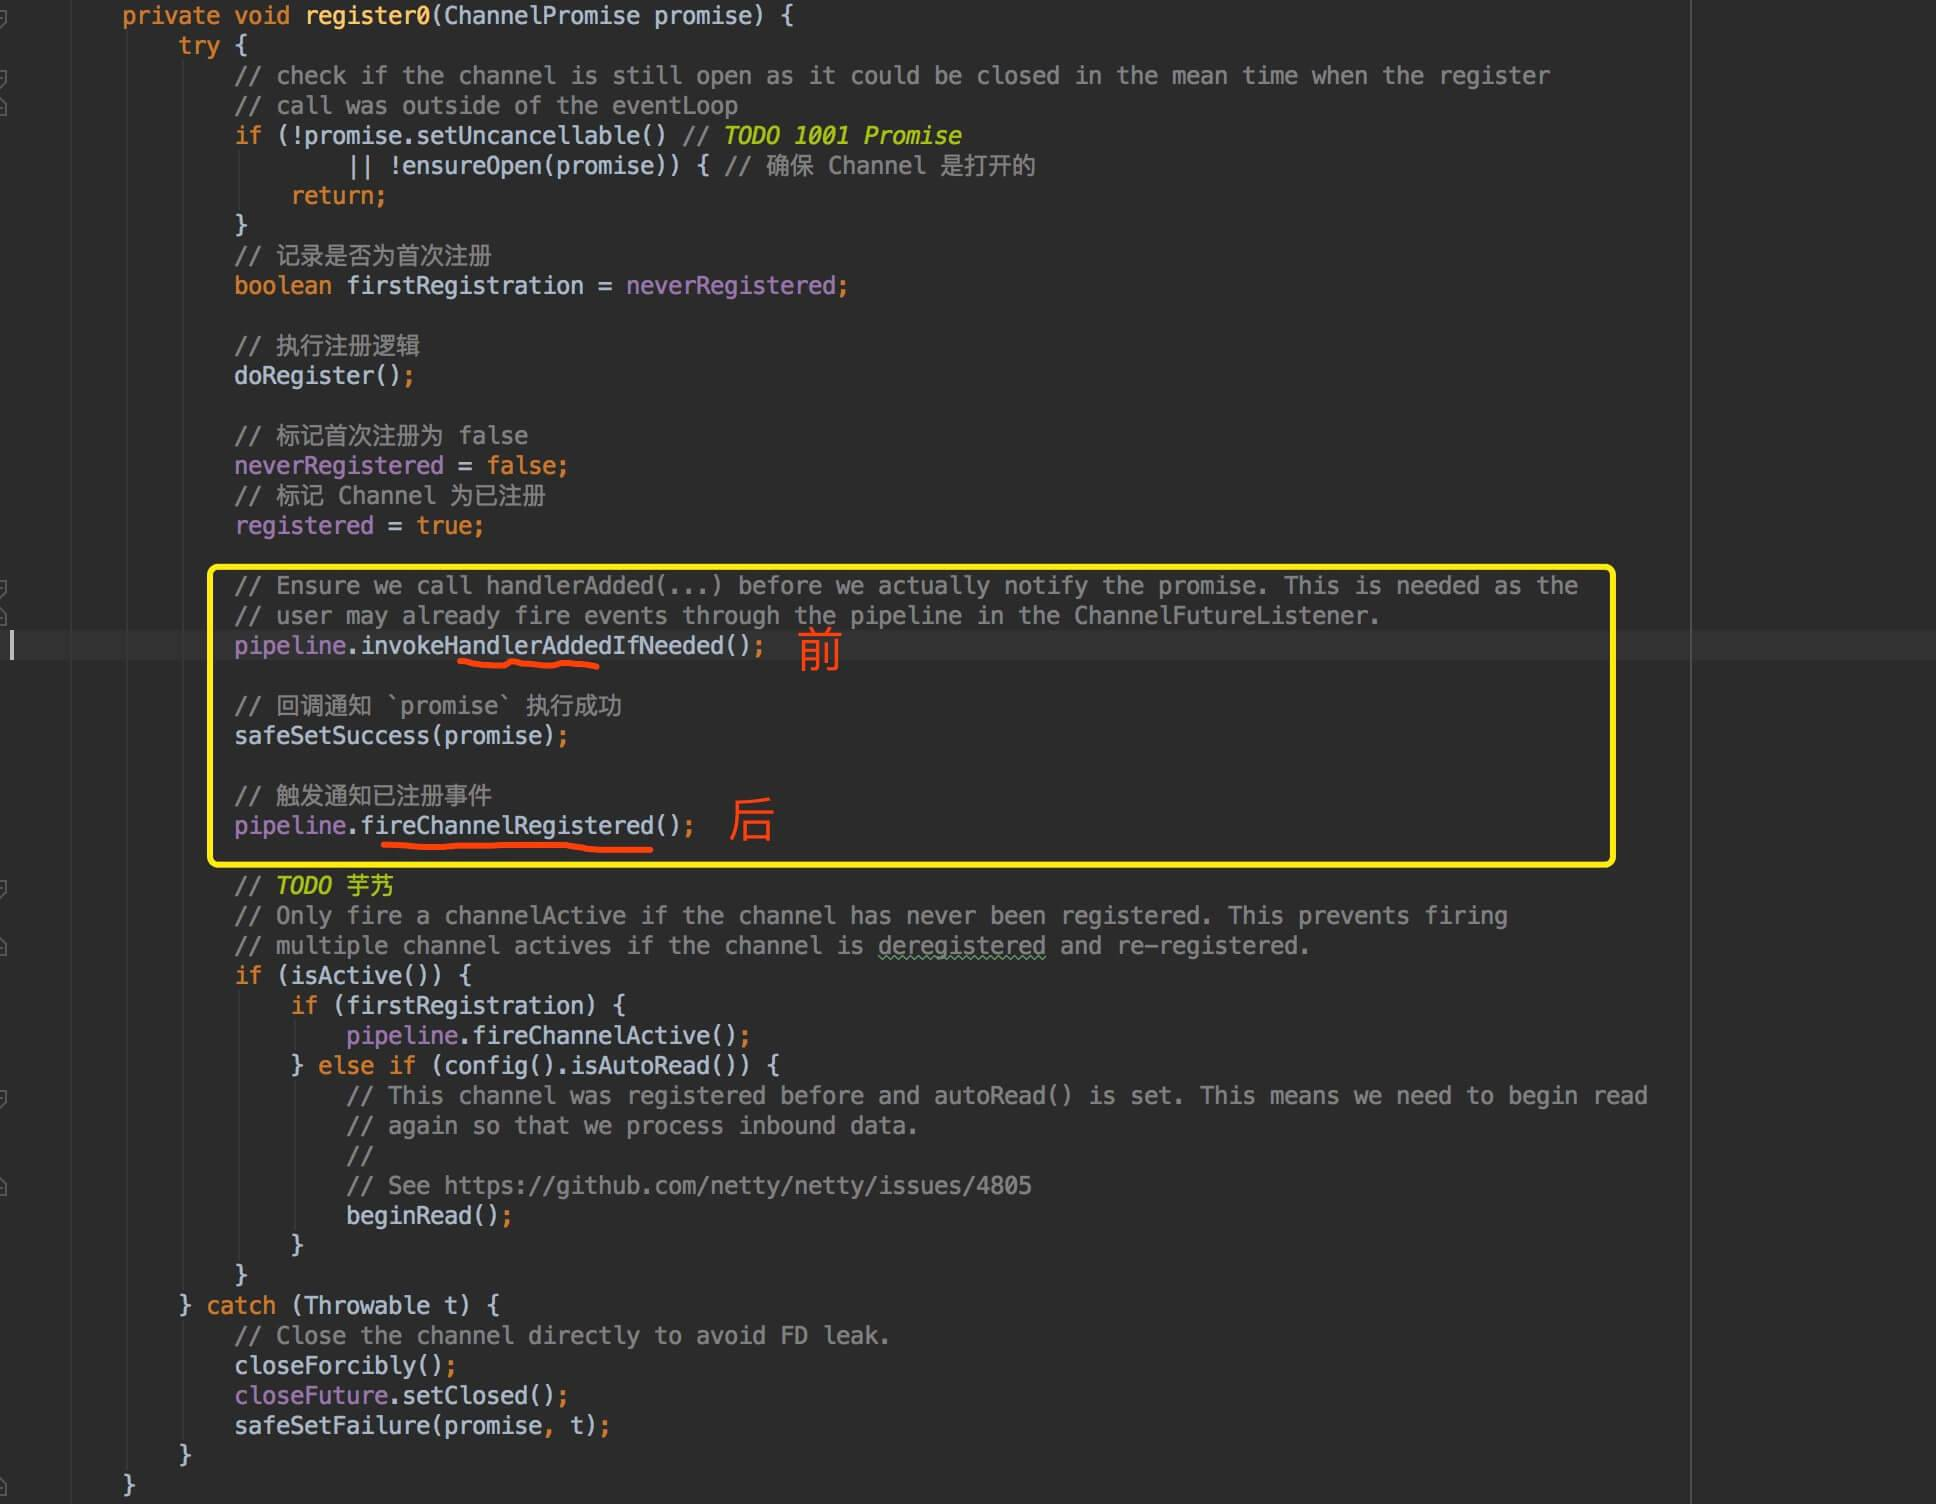 private void register0(ChannelPromise promise) {
try {
// check if the channel is still open as it could be closed in the mean time when the register
// call was outside of the eventLoop
if (!promise.setUncancellable() // TODO 1001 Promise
|| !ensureOpen(promise)) { // 确保 Channel 是打开的
return;
}
// 记录是否为首次注册
boolean firstRegistration = neverRegistered;
// 执行注册逻辑
doRegister();
// 标记首次注册为 false
neverRegistered = false;
// 标记 Channel 为已注册
registered = true;
// Ensure we call handlerAdded(...) before we actually notify the promise. This is needed as the
// user may already fire events through the pipeline in the ChannelFutureListener.
pipeline.invokeHandlerAddedIfNeeded(); 前
// 回调通知 `promise` 执行成功
safeSetSuccess(promise);
// 触发通知已注册事件
pipeline.fireChannelRegistered(); 后
// TODO 芋艿
// Only fire a channelActive if the channel has never been registered. This prevents firing
// multiple channel actives if the channel is deregistered and re-registered.
if (isActive()) {
if (firstRegistration) {
pipeline.fireChannelActive();
} else if (config().isAutoRead()) {
// This channel was registered before and autoRead() is set. This means we need to begin read
// again so that we process inbound data.
//
// See https://github.com/netty/netty/issues/4805
beginRead();
}
}
} catch (Throwable t) {
// Close the channel directly to avoid FD leak.
closeForcibly();
closeFuture.setClosed();
safeSetFailure(promise, t);
}
}